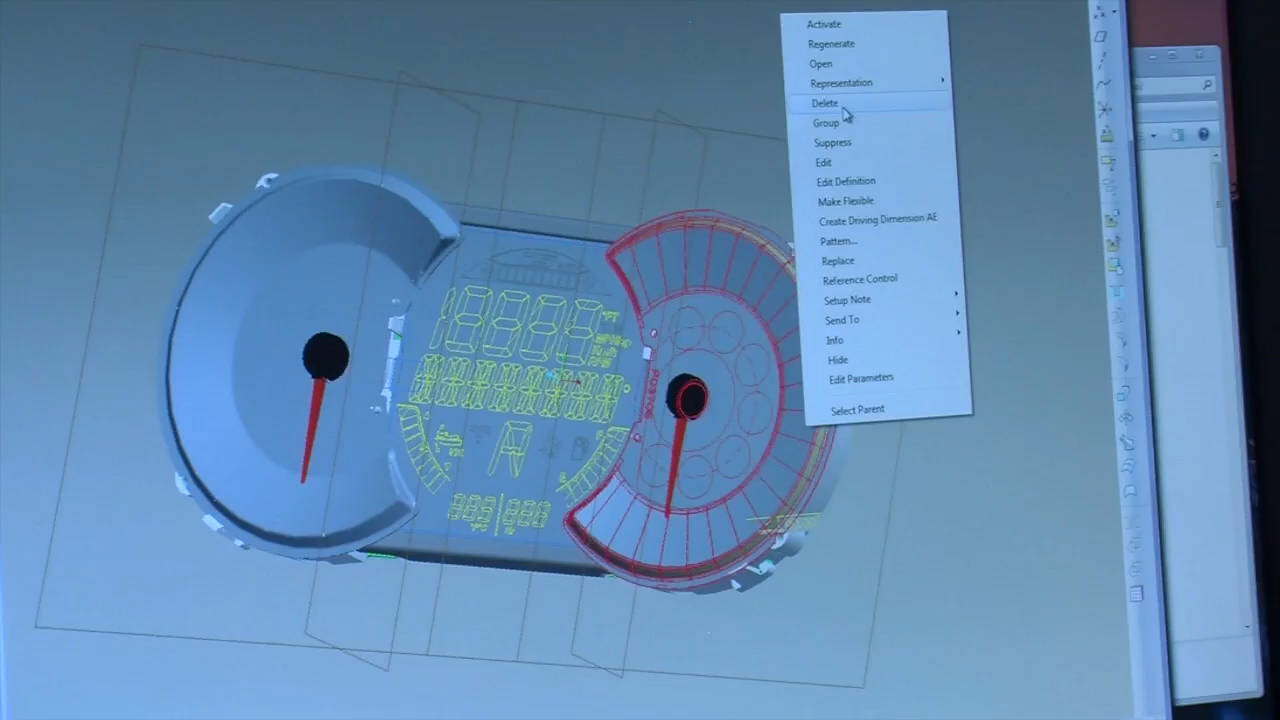 Activate
Regenerate
Open
Representation
Delete
Group
Suppress
Edit
Edit Definition
Make Flexible
Create Driving Dimension AE
Pattern...
Replace
Reference Control
Setup Note
Send To
Info
Hide
Edit Parameters
Select Parent